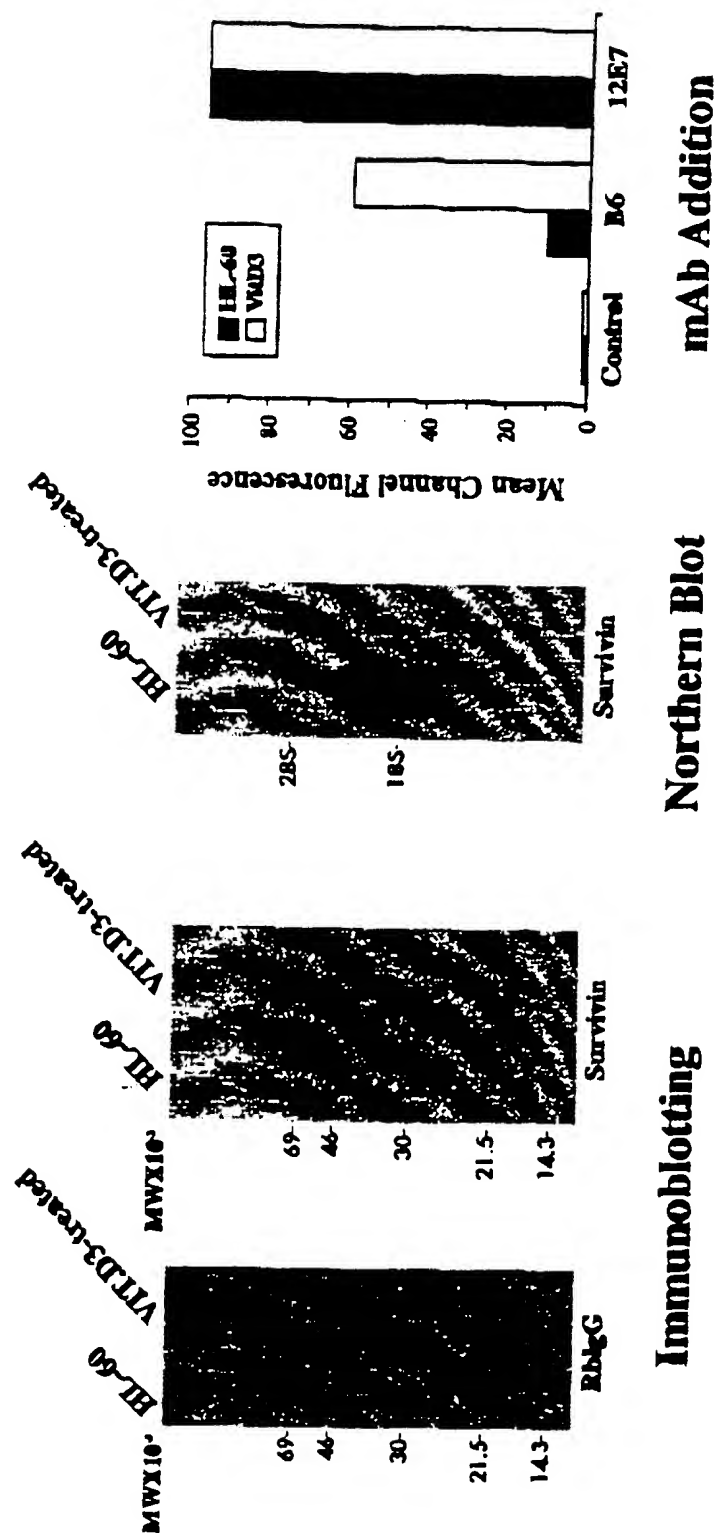 MWX10⁻³
HL-60
VIT.D3-treated
69-
46-
30-
21.5-
14.3-
RbIgG
MWX10⁻³
HL-60
VIT.D3-treated
69-
46-
30-
21.5-
14.3-
Survivin
Immunoblotting
HL-60
VIT.D3-treated
28S-
18S-
Survivin
Northern Blot
Mean Channel Fluorescence
100
80
60
40
20
0
HL-60
VitD3
Control
B6
12E7
mAb Addition